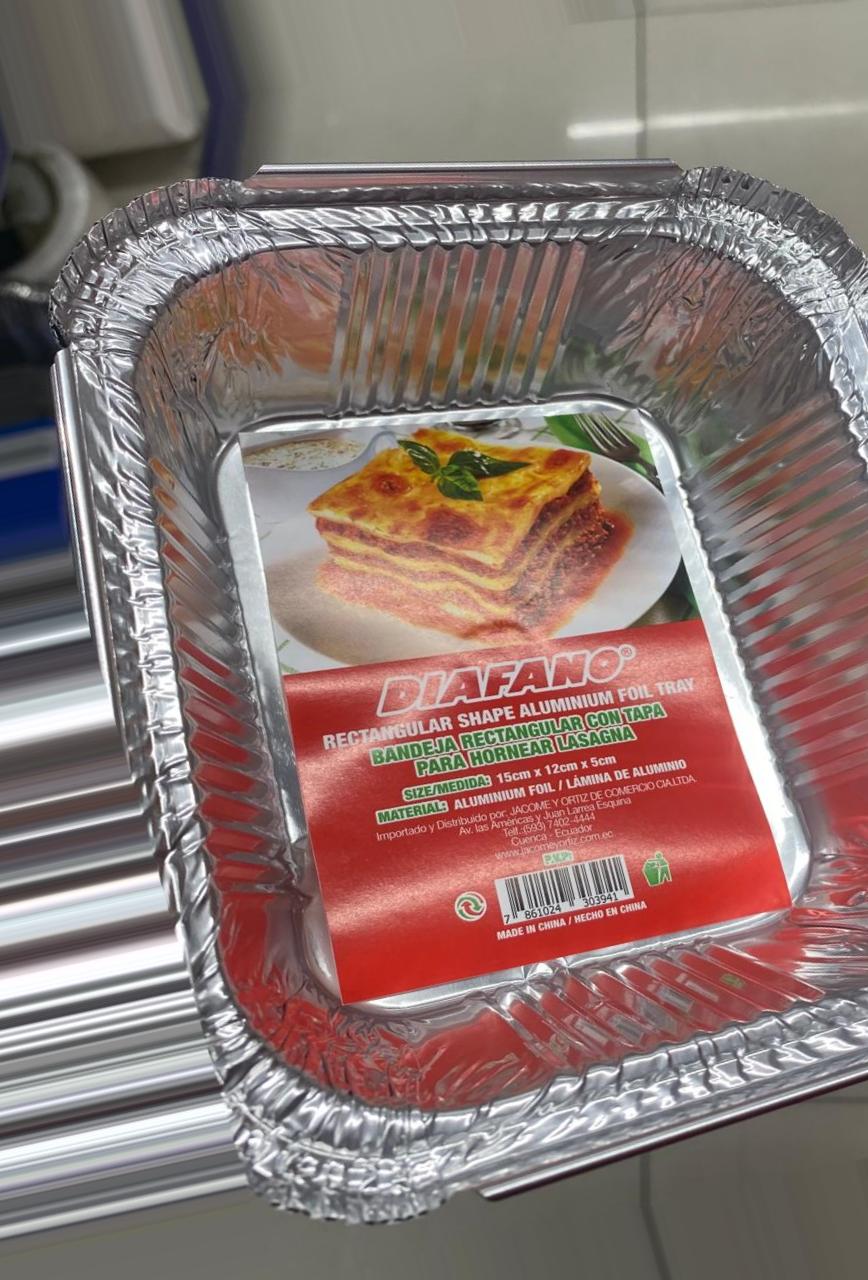 DIAFANO®
RECTANGULAR SHAPE ALUMINIUM FOIL TRAY
BANDEJA RECTANGULAR CON TAPA
PARA HORNEAR LASAGNA
SIZE/MEDIDA: 15cm x 12cm x 5cm
MATERIAL: ALUMINIUM FOIL / LÁMINA DE ALUMINIO
Importado y Distribuido por: JACOME Y ORTIZ DE COMERCIO CIA.LTDA.
Av. las Américas y Juan Larrea Esquina
Telf.:(593) 7402-4444
Cuenca - Ecuador
www.jacomeyortiz.com.ec
P.V.P:
7 861024 303941
MADE IN CHINA / HECHO EN CHINA